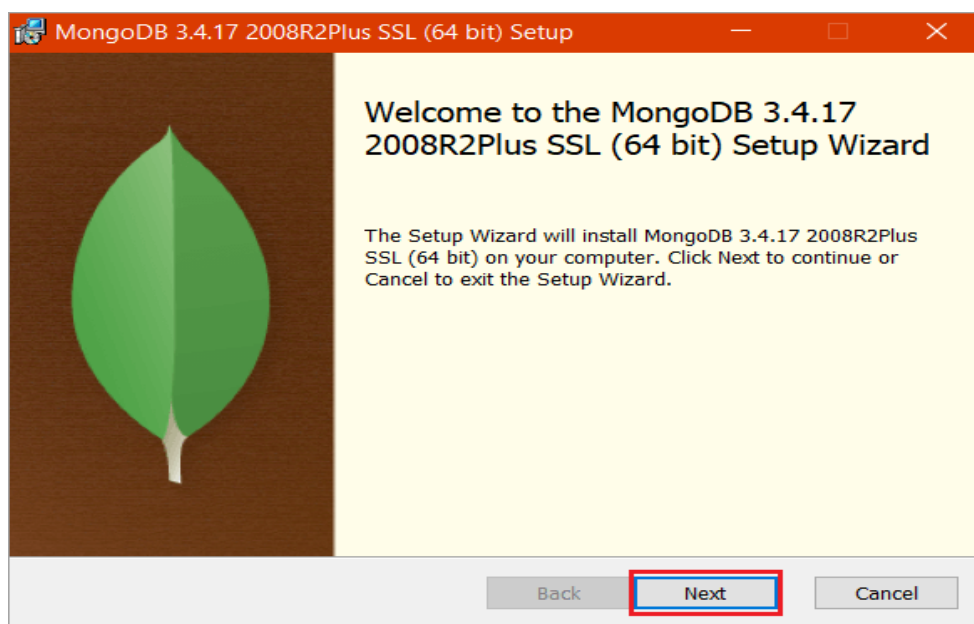 MongoDB 3.4.17 2008R2Plus SSL (64 bit) Setup
Welcome to the MongoDB 3.4.17
2008R2Plus SSL (64 bit) Setup Wizard
The Setup Wizard will install MongoDB 3.4.17 2008R2Plus
SSL (64 bit) on your computer. Click Next to continue or
Cancel to exit the Setup Wizard.
Back Next Cancel